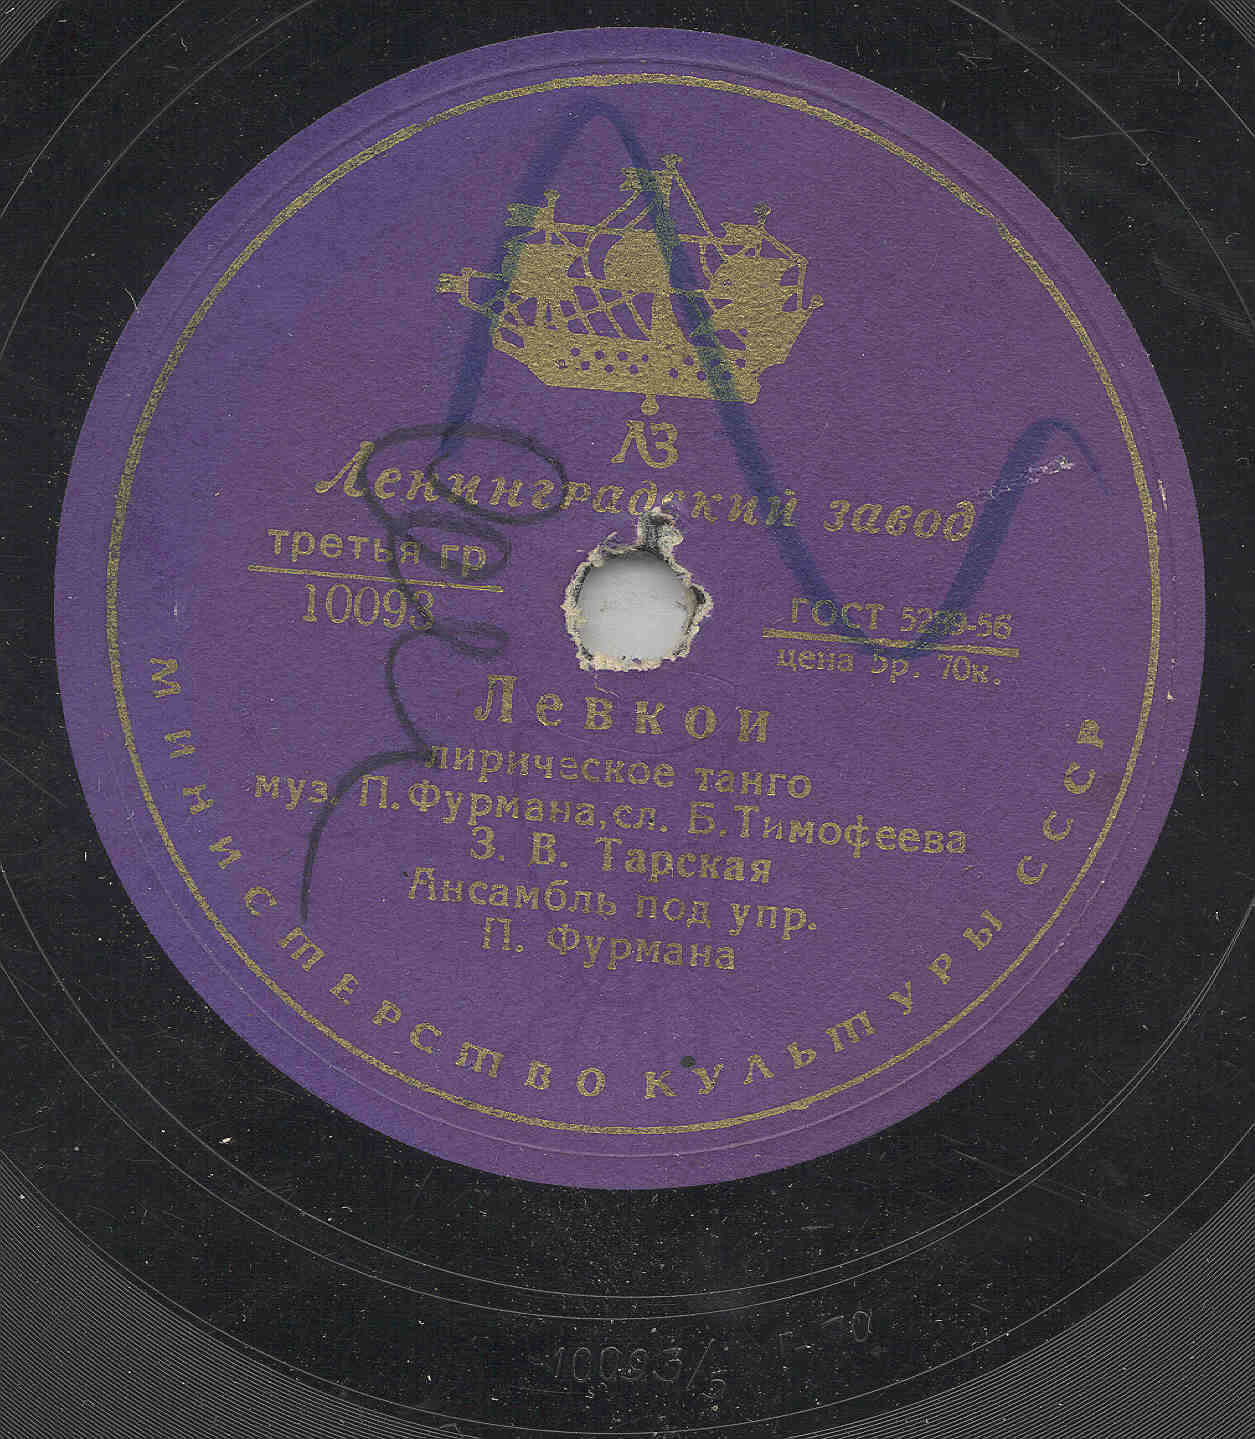 ЛЗ
Ленинградский завод
третья гр
10093
ГОСТ 5289-56
цена 5р. 70к.
Левкои
лирическое танго
муз. П. Фурмана, сл. Б. Тимофеева
З. В. Тарская
Ансамбль под упр.
П. Фурмана
МИНИСТЕРСТВО КУЛЬТУРЫ СССР
10093/